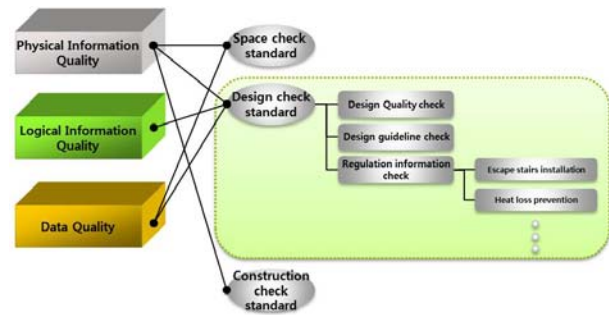 Physical Information
Quality
Logical Information
Quality
Data Quality
Space check
standard
Design check
standard
Construction
check
standard
Design Quality check
Design guideline check
Regulation information
check
Escape stairs installation
Heat loss prevention